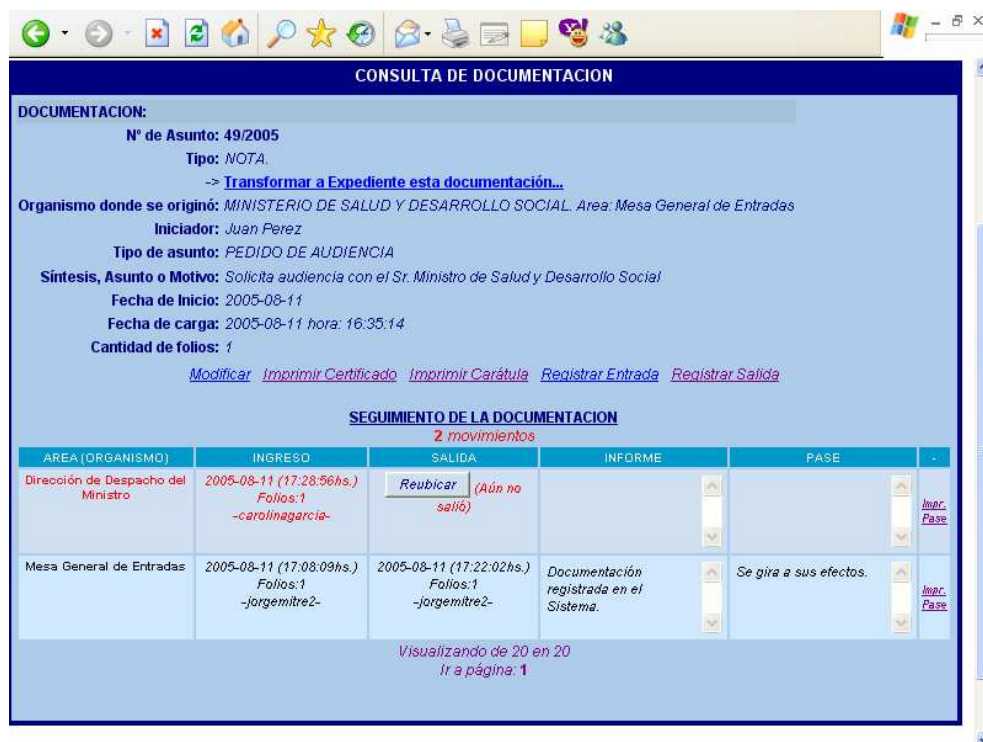 CONSULTA DE DOCUMENTACION
DOCUMENTACION:
Nº de Asunto: 49/2005
Tipo: NOTA.
-> Transformar a Expediente esta documentación...
Organismo donde se originó: MINISTERIO DE SALUD Y DESARROLLO SOCIAL. Area: Mesa General de Entradas
Iniciador: Juan Perez
Tipo de asunto: PEDIDO DE AUDIENCIA
Síntesis, Asunto o Motivo: Solicita audiencia con el Sr. Ministro de Salud y Desarrollo Social
Fecha de Inicio: 2005-08-11
Fecha de carga: 2005-08-11 hora: 16:35:14
Cantidad de folios: 1
Modificar Imprimir Certificado Imprimir Carátula Registrar Entrada Registrar Salida
SEGUIMIENTO DE LA DOCUMENTACION
2 movimientos
AREA (ORGANISMO) INGRESO SALIDA INFORME PASE -
Dirección de Despacho del
Ministro
2005-08-11 (17:28:56hs.)
Folios:1
-carolinagarcia-
Reubicar (Aún no
salió)
Impr.
Pase
Mesa General de Entradas
2005-08-11 (17:08:09hs.)
Folios:1
-jorgemitre2-
2005-08-11 (17:22:02hs.)
Folios:1
-jorgemitre2-
Documentación
registrada en el
Sistema.
Se gira a sus efectos.
Impr.
Pase
Visualizando de 20 en 20
Ir a página: 1